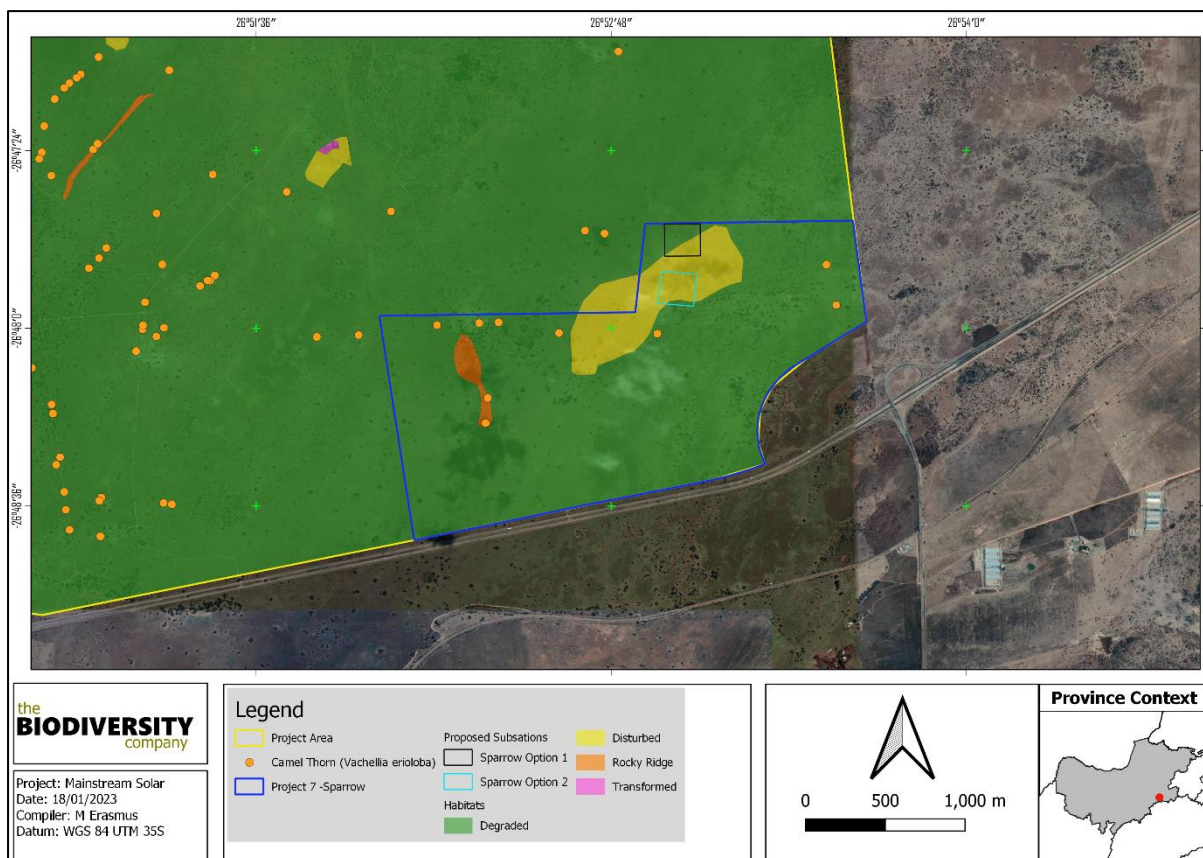 26°51'36" 26°52'48" 26°54'0"
-26°47'24"
-26°48'0"
-26°48'36"
the
BIODIVERSITY
company
Project: Mainstream Solar
Date: 18/01/2023
Compiler: M Erasmus
Datum: WGS 84 UTM 35S
Legend
Project Area
Camel Thorn (Vachellia erioloba)
Project 7 -Sparrow
Proposed Subsations
Sparrow Option 1
Sparrow Option 2
Habitats
Degraded
Disturbed
Rocky Ridge
Transformed
0 500 1,000 m
Province Context